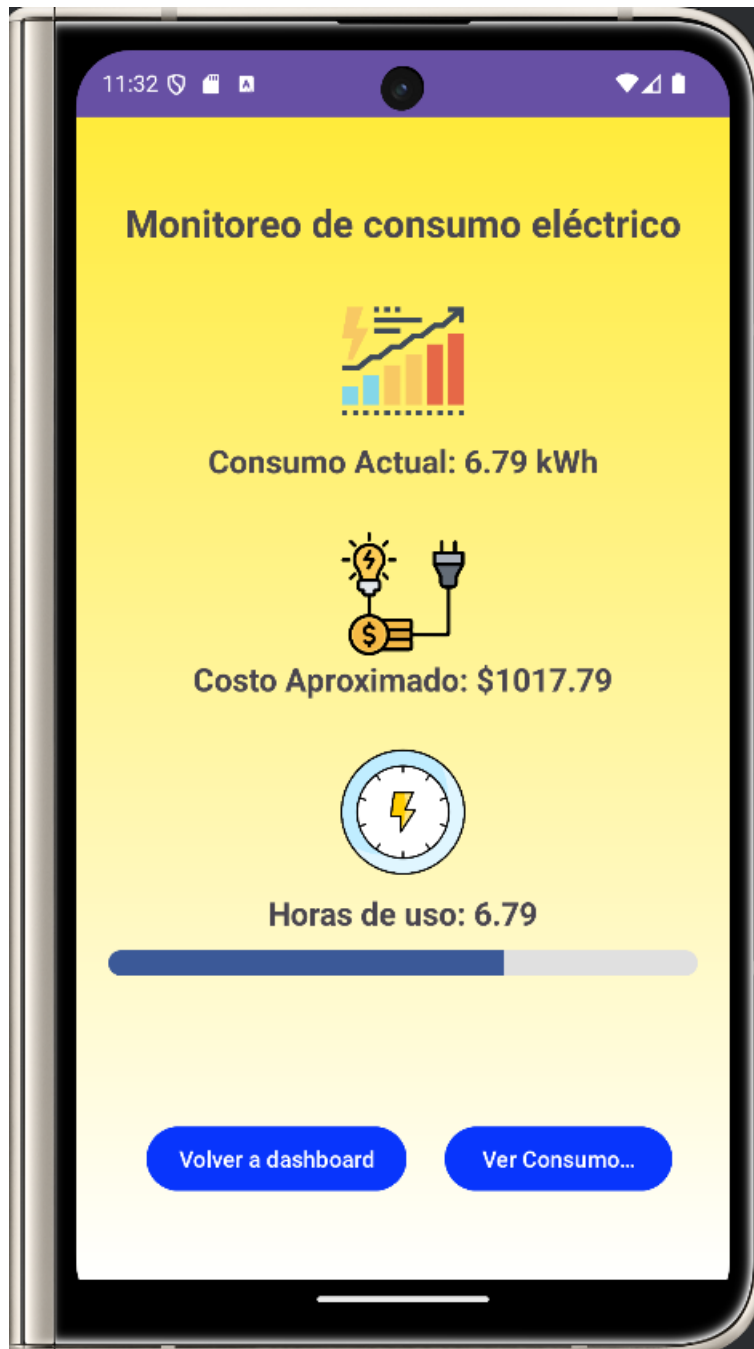 11:32
Monitoreo de consumo eléctrico
Consumo Actual: 6.79 kWh
$
Costo Aproximado: $1017.79
Horas de uso: 6.79
Volver a dashboard
Ver Consumo...